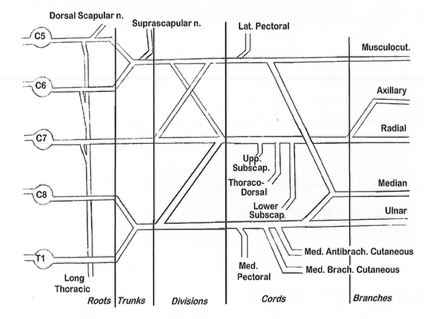 Dorsal Scapular n.
Suprascapular n.
Lat. Pectoral
C5
Musculocut.
C6
Axillary
C7
Radial
Upp.
Subscap.
Thoraco-
Dorsal
Median
C8
Lower
Subscap.
Ulnar
T1
Med.
Pectoral
Med. Antibrach. Cutaneous
Med. Brach. Cutaneous
Long
Thoracic
Roots
Trunks
Divisions
Cords
Branches